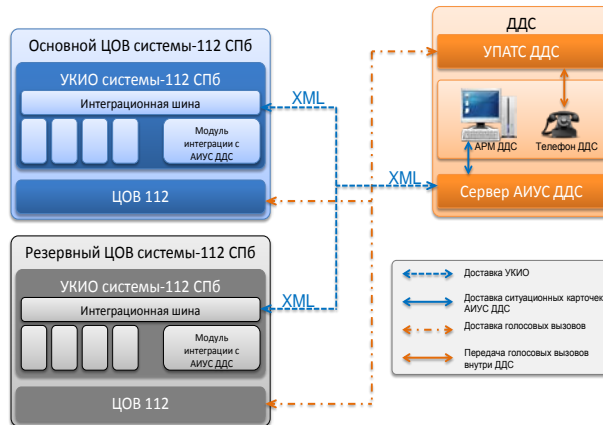 Основной ЦОВ системы-112 СПб
УКИО системы-112 СПб
Интеграционная шина
Модуль
интеграции с
АИУС ДДС
ЦОВ 112
Резервный ЦОВ системы-112 СПб
УКИО системы-112 СПб
Интеграционная шина
Модуль
интеграции с
АИУС ДДС
ЦОВ 112
XML
XML
XML
ДДС
УПАТС ДДС
АРМ ДДС
Телефон ДДС
Сервер АИУС ДДС
Доставка УКИО
Доставка ситуационных карточек
АИУС ДДС
Доставка голосовых вызовов
Передача голосовых вызовов
внутри ДДС